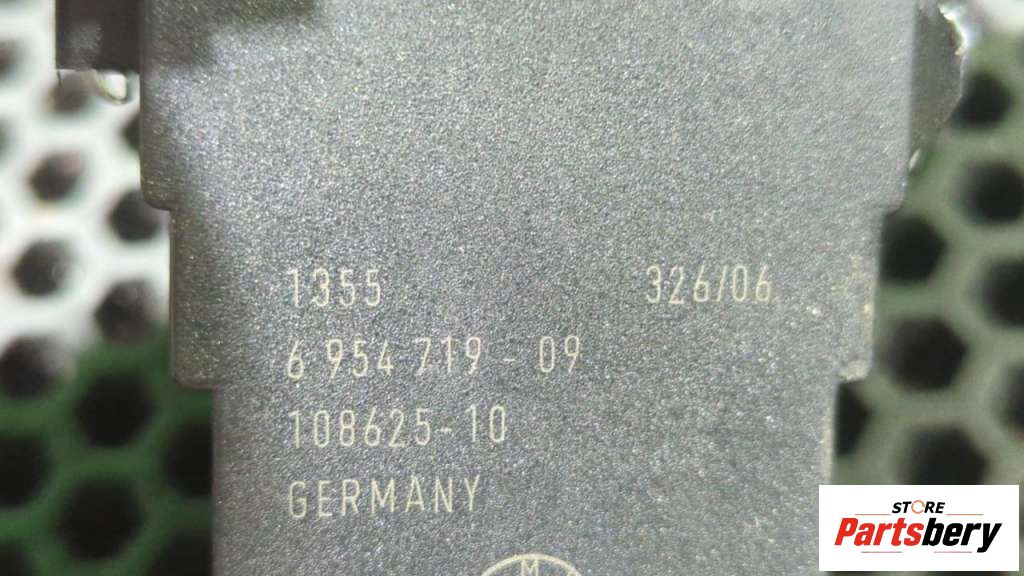 1355 326/06
6 954 719 - 09
108625-10
GERMANY
M
STORE
Partsbery